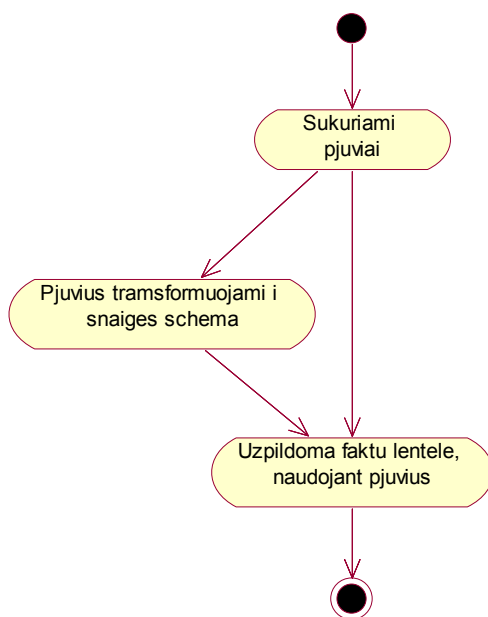 Sukuriami
pjuviai
Pjuvius tramsformuojami i
snaiges schema
Uzpildoma faktu lentele,
naudojant pjuvius